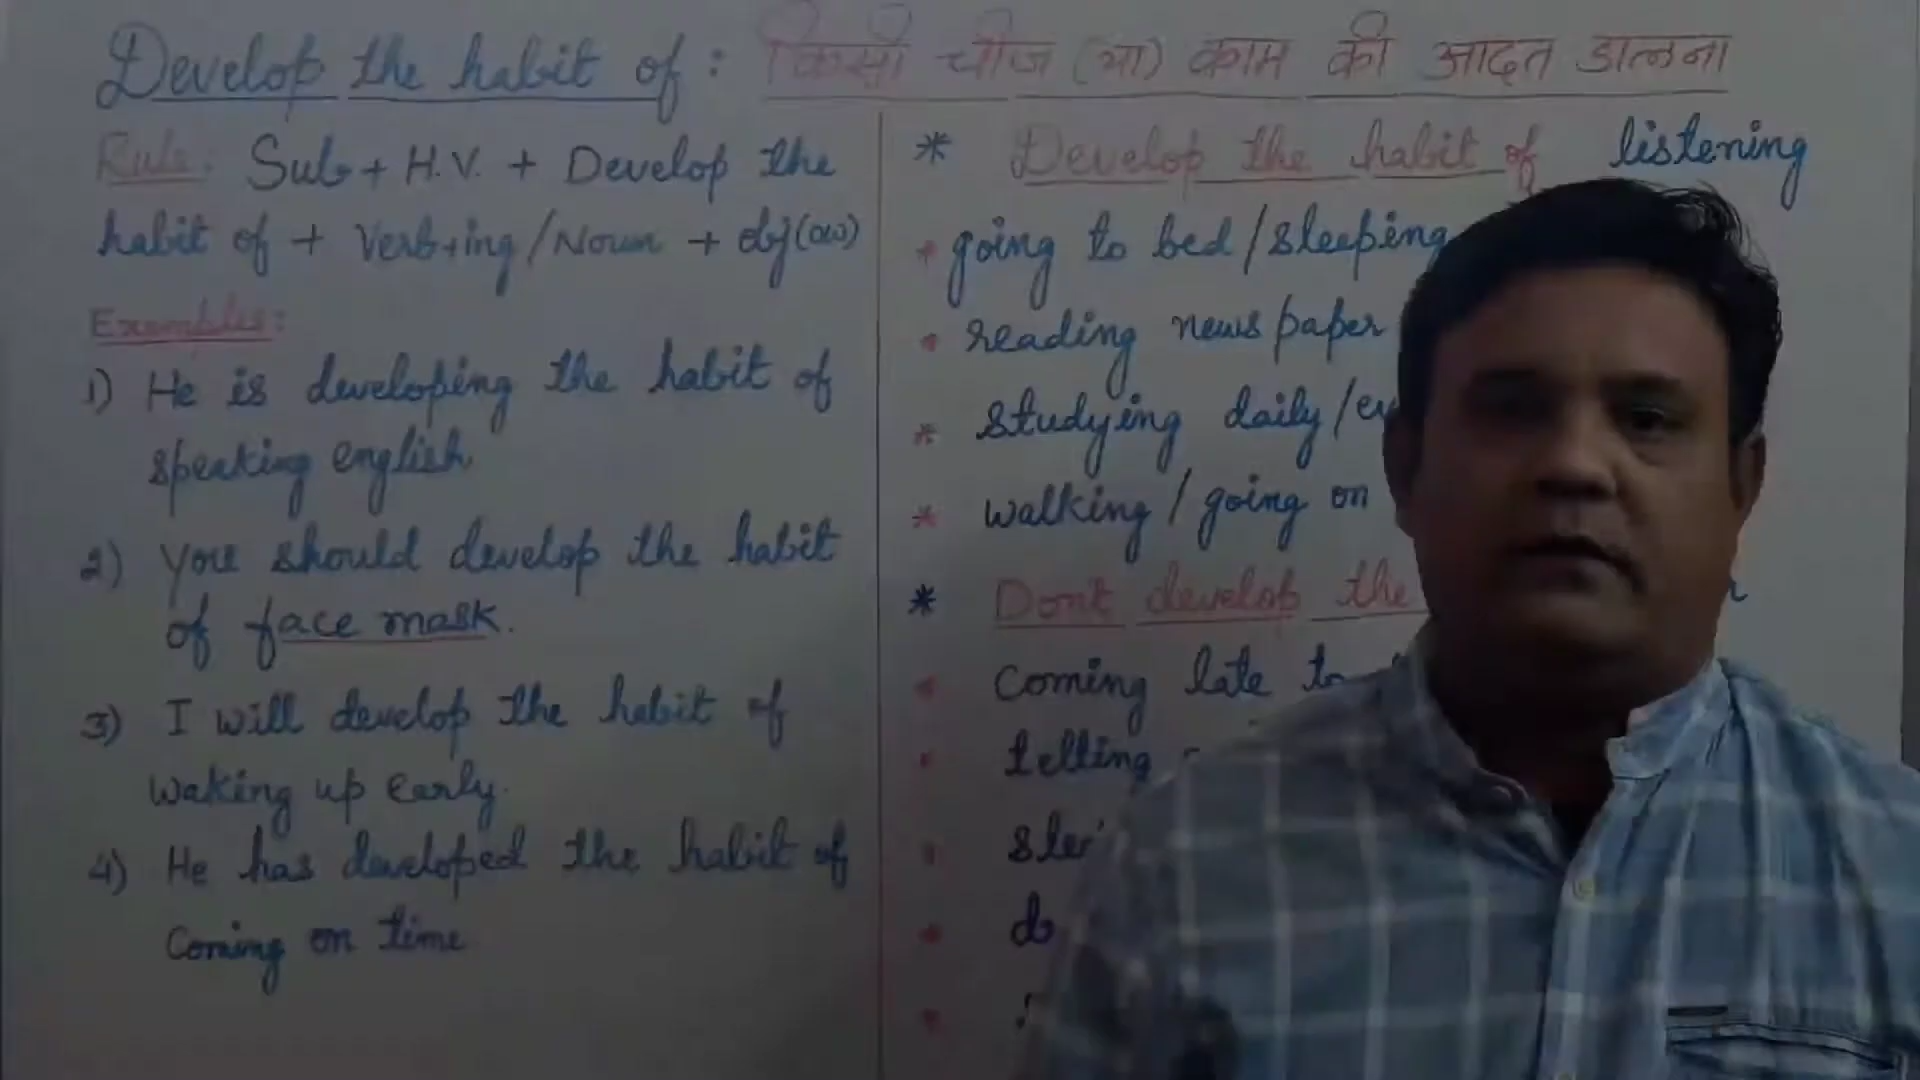 Develop the habit of : किसी चीज (या) काम की आदत डालना
Rule: Sub + H.V. + Develop the
habit of + Verb+ing/Noun + obj(ow)
Examples:
1) He is developing the habit of
speaking english
2) You should develop the habit
of face mask.
3) I will develop the habit of
waking up early.
4) He has developed the habit of
Coming on time
* Develop the habit of listening
going to bed/sleeping
reading news paper
* studying daily/
* walking / going on
* Dont develop the
Coming late to
telling